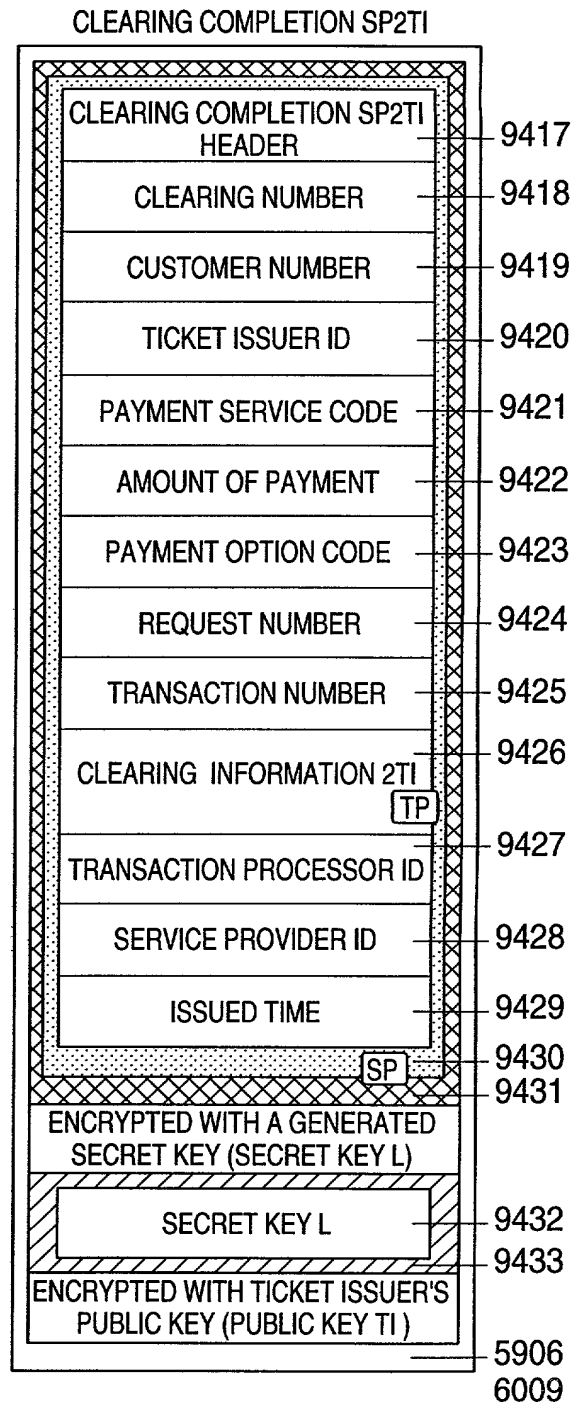 CLEARING COMPLETION SP2TI
CLEARING COMPLETION SP2TI
HEADER
9417
CLEARING NUMBER
9418
CUSTOMER NUMBER
9419
TICKET ISSUER ID
9420
PAYMENT SERVICE CODE
9421
AMOUNT OF PAYMENT
9422
PAYMENT OPTION CODE
9423
REQUEST NUMBER
9424
TRANSACTION NUMBER
9425
CLEARING INFORMATION 2TI
9426
TP
TRANSACTION PROCESSOR ID
9427
SERVICE PROVIDER ID
9428
ISSUED TIME
9429
SP
9430
9431
ENCRYPTED WITH A GENERATED
SECRET KEY (SECRET KEY L)
SECRET KEY L
9432
9433
ENCRYPTED WITH TICKET ISSUER'S
PUBLIC KEY (PUBLIC KEY TI )
5906
6009